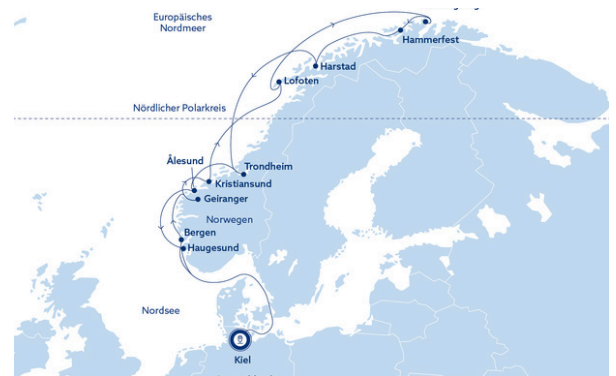 Europäisches
Nordmeer
Hammerfest
Harstad
Lofoten
Nördlicher Polarkreis
Ålesund
Trondheim
Kristiansund
Geiranger
Norwegen
Bergen
Haugesund
Nordsee
Kiel